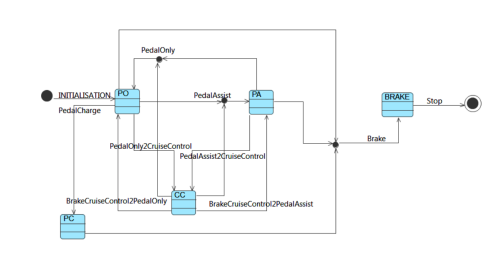 PedalOnly
INITIALISATION
PO
PedalAssist
PA
BRAKE
Stop
PedalCharge
Brake
PedalOnly2CruiseControl
PedalAssist2CruiseControl
CC
BrakeCruiseControl2PedalOnly
BrakeCruiseControl2PedalAssist
PC